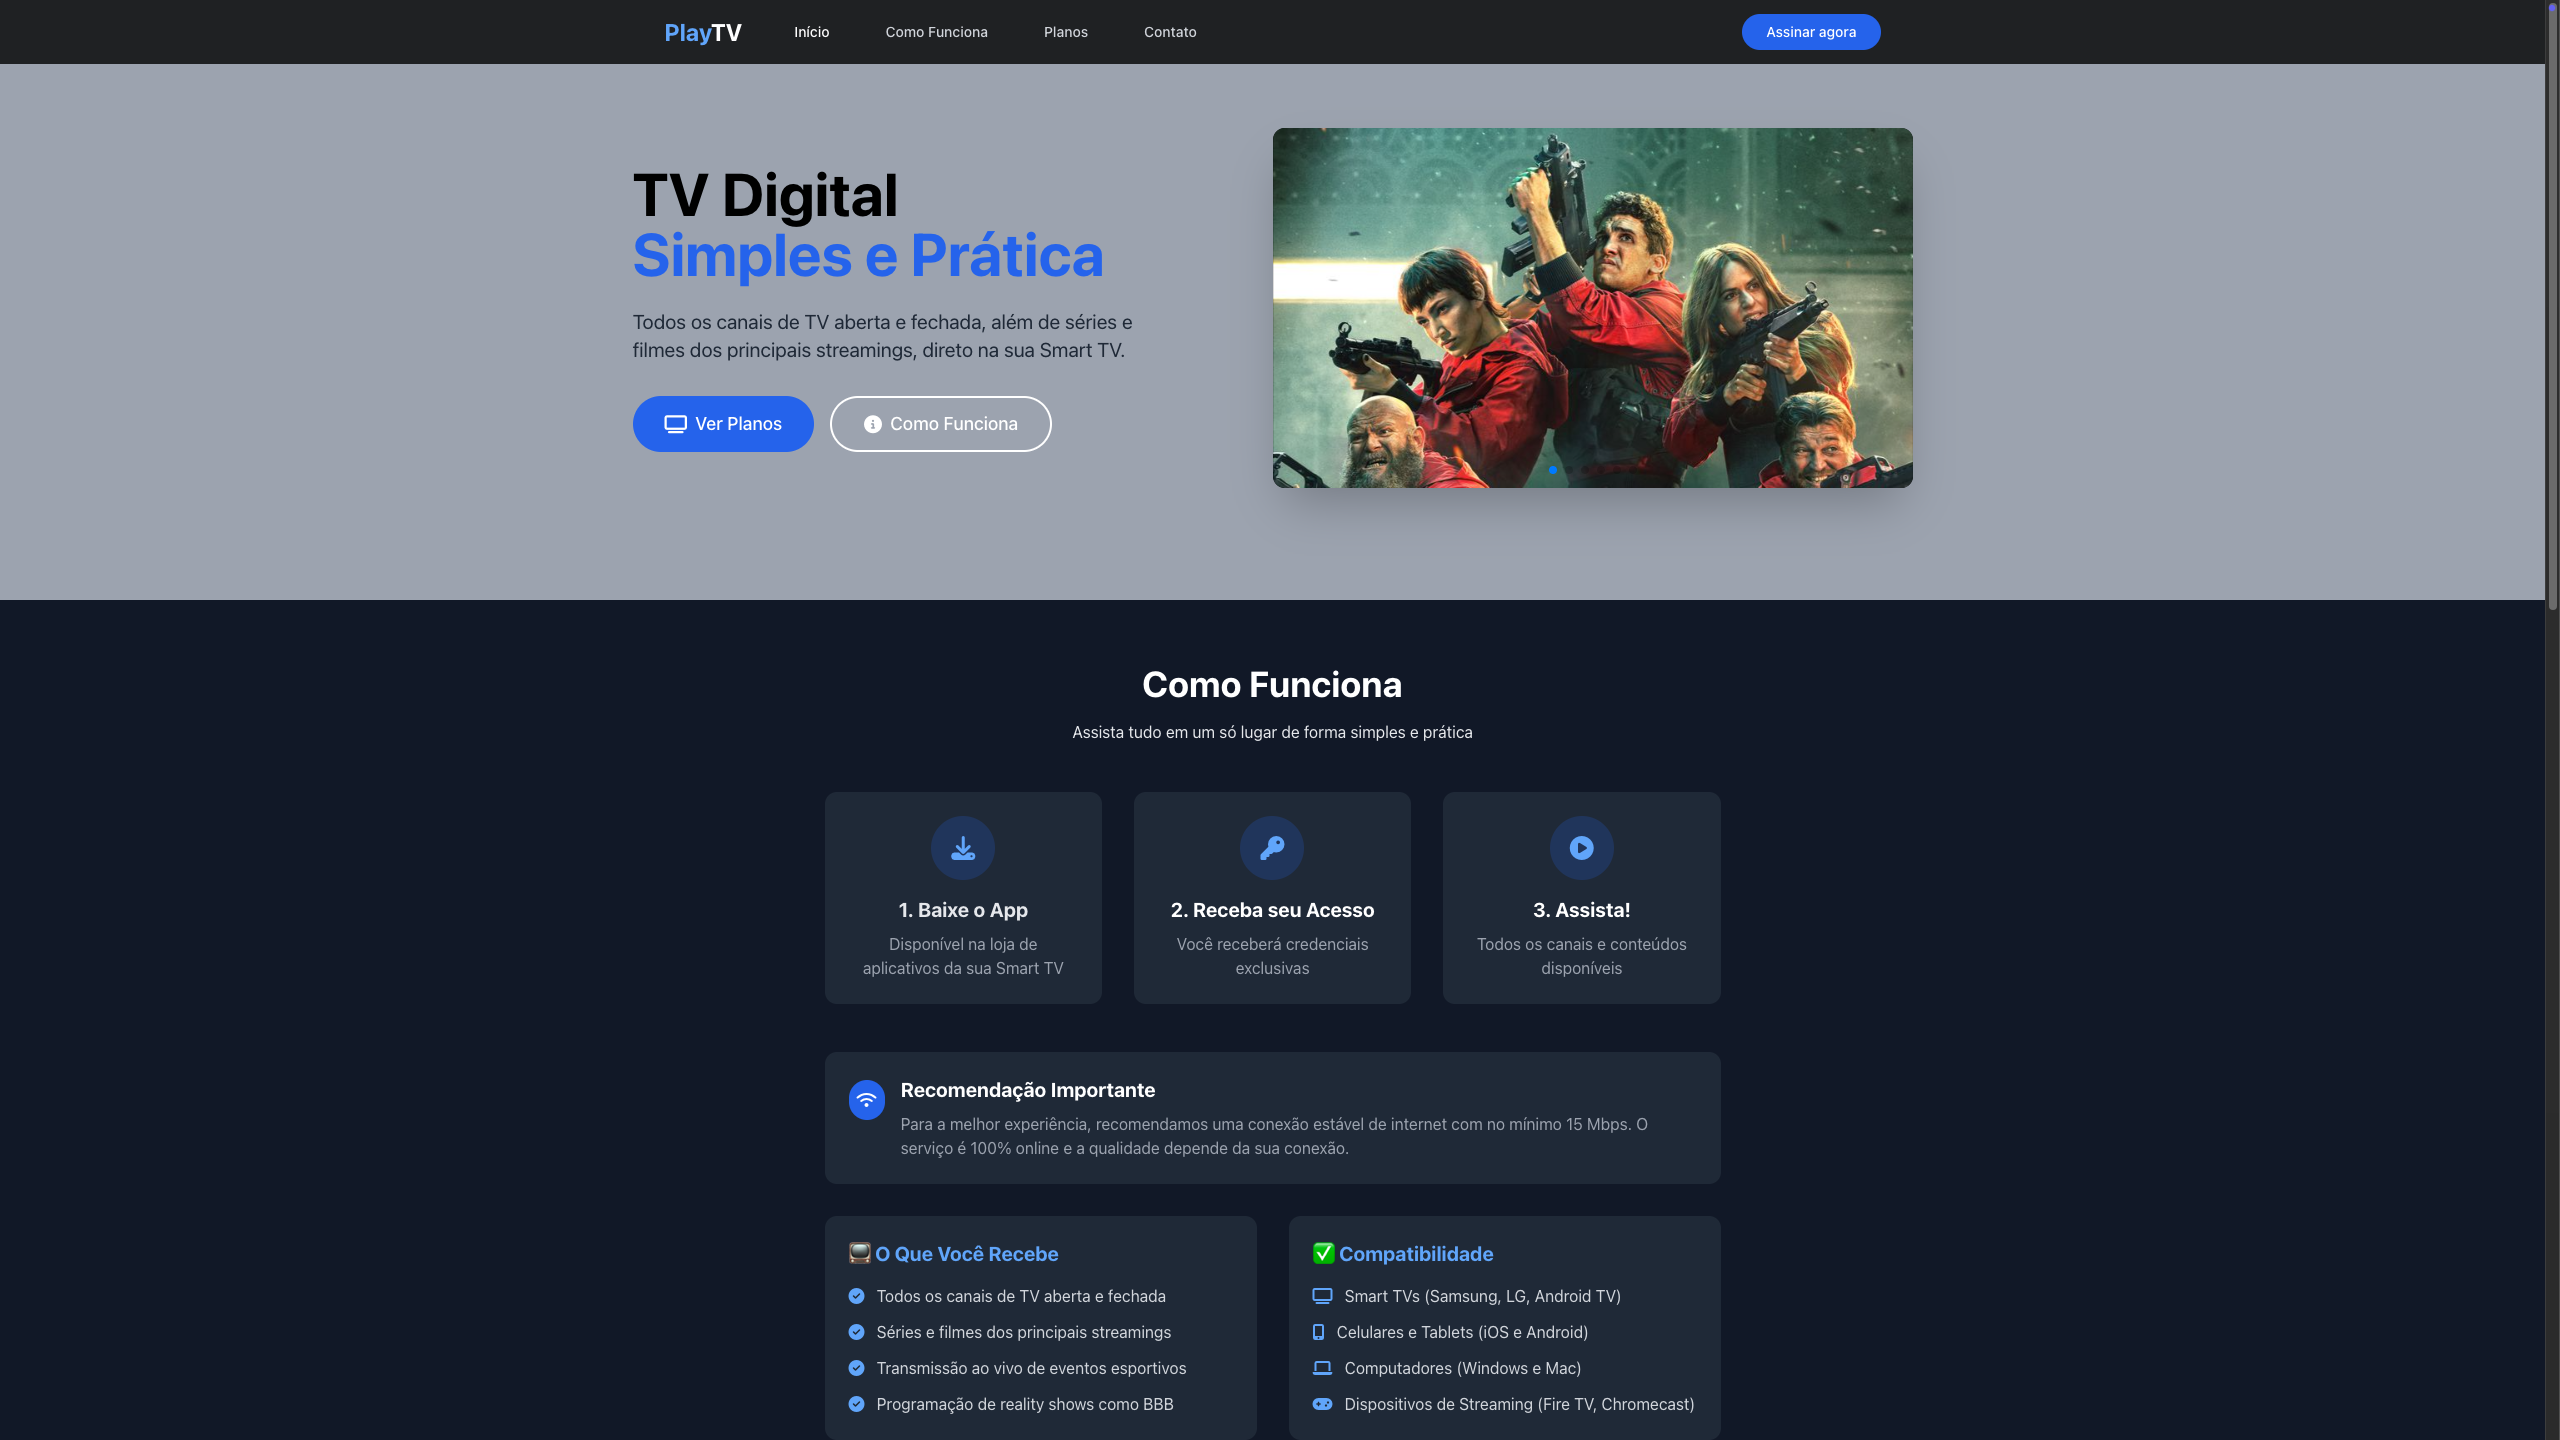 PlayTV
Início
Como Funciona
Planos
Contato
Assinar agora
TV Digital
Simples e Prática
Todos os canais de TV aberta e fechada, além de séries e
filmes dos principais streamings, direto na sua Smart TV.
Ver Planos
Como Funciona
Como Funciona
Assista tudo em um só lugar de forma simples e prática
1. Baixe o App
Disponível na loja de
aplicativos da sua Smart TV
2. Receba seu Acesso
Você receberá credenciais
exclusivas
3. Assista!
Todos os canais e conteúdos
disponíveis
Recomendação Importante
Para a melhor experiência, recomendamos uma conexão estável de internet com no mínimo 15 Mbps. O
serviço é 100% online e a qualidade depende da sua conexão.
O Que Você Recebe
Todos os canais de TV aberta e fechada
Séries e filmes dos principais streamings
Transmissão ao vivo de eventos esportivos
Programação de reality shows como BBB
Compatibilidade
Smart TVs (Samsung, LG, Android TV)
Celulares e Tablets (iOS e Android)
Computadores (Windows e Mac)
Dispositivos de Streaming (Fire TV, Chromecast)